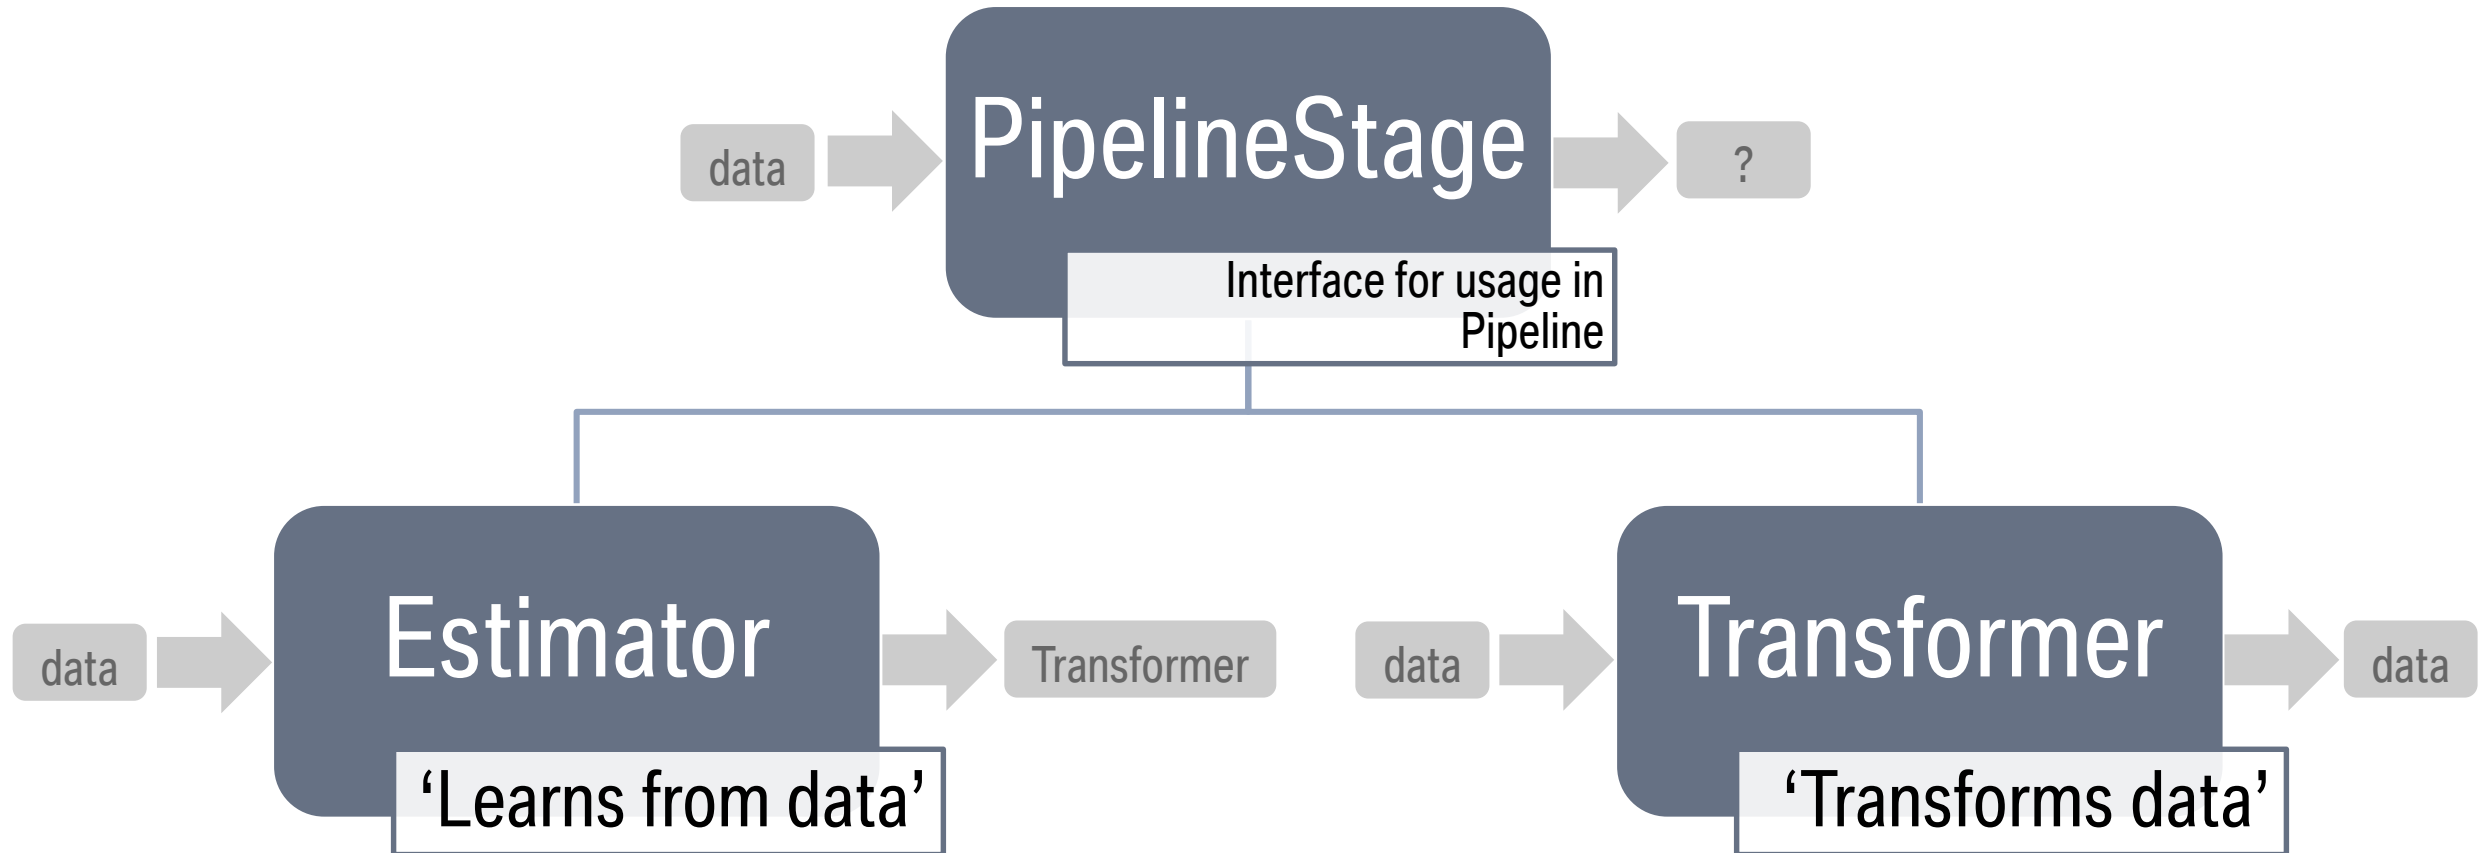 data
PipelineStage
?
Interface for usage in
Pipeline
data
Estimator
Transformer
‘Learns from data’
data
Transformer
data
‘Transforms data’